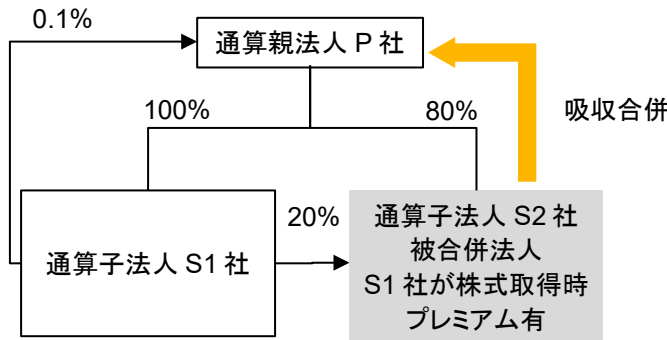 0.1%
通算親法人 P 社
100%
80%
吸収合併
通算子法人 S1 社
20%
通算子法人 S2 社
被合併法人
S1 社が株式取得時
プレミアム有